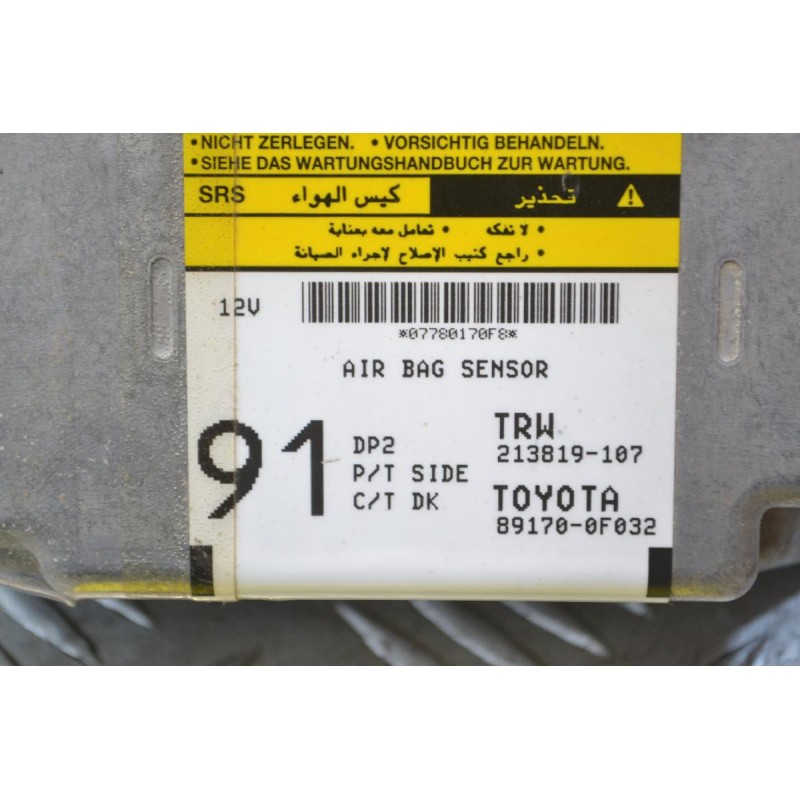 •NICHT ZERLEGEN. •VORSICHTIG BEHANDELN.
•SIEHE DAS WARTUNGSHANDBUCH ZUR WARTUNG.
SRS كيس الهواء تحذير
• لا تفكه • تعامل معه بعناية
• راجع كتيب الإصلاح لإجراء الصيانة
12V
*07780170F8*
AIR BAG SENSOR
91 DP2 TRW
P/T SIDE 213819-107
C/T DK TOYOTA
89170-0F032